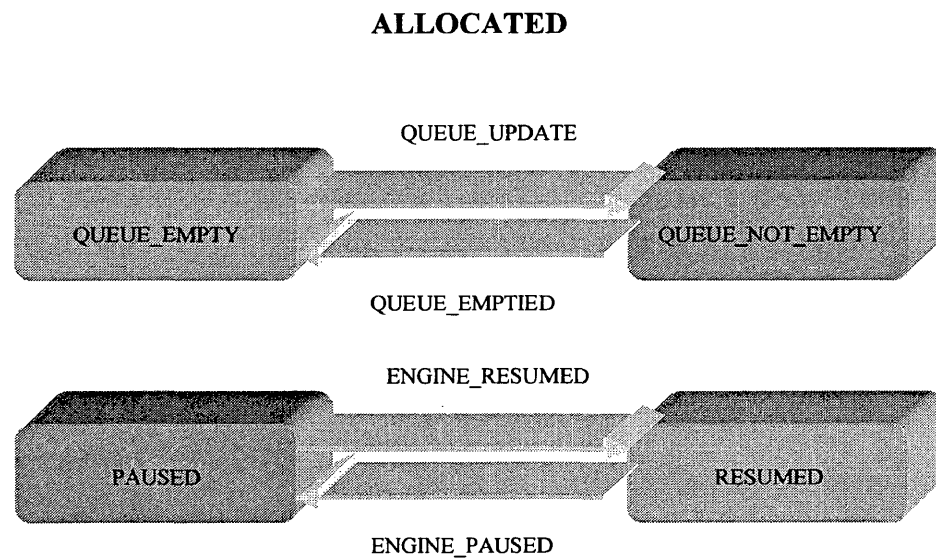 ALLOCATED
QUEUE_UPDATE
QUEUE_EMPTY
QUEUE_NOT_EMPTY
QUEUE_EMPTIED
ENGINE_RESUMED
PAUSED
RESUMED
ENGINE_PAUSED